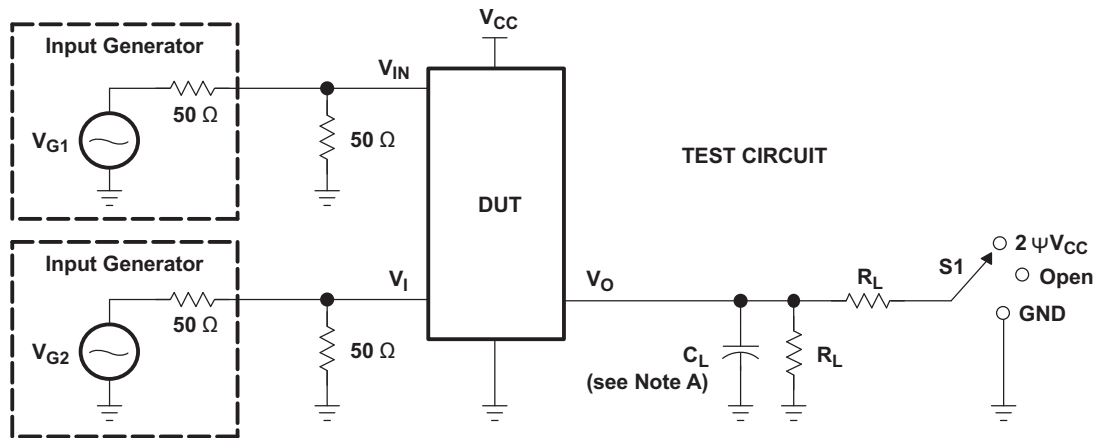 Input Generator
50 Ω
VG1
VIN
50 Ω
VCC
DUT
TEST CIRCUIT
Input Generator
50 Ω
VG2
VI
50 Ω
VO
CL
(see Note A)
RL
RL
S1
2 ΨVCC
Open
GND